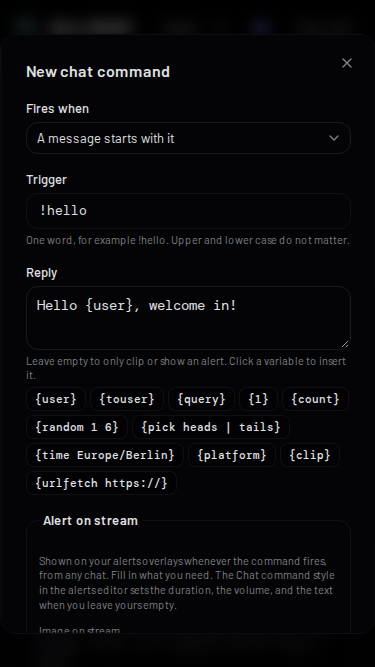 New chat command
Fires when
A message starts with it
Trigger
!hello
One word, for example !hello. Upper and lower case do not matter.
Reply
Hello {user}, welcome in!
Leave empty to only clip or show an alert. Click a variable to insert
it.
{user} {touser} {query} {1} {count}
{random 1 6} {pick heads | tails}
{time Europe/Berlin} {platform} {clip}
{urlfetch https://}
Alert on stream
Shown on your alerts overlays whenever the command fires,
from any chat. Fill in what you need. The Chat command style
in the alerts editor sets the duration, the volume, and the text
when you leave yours empty.
Image on stream